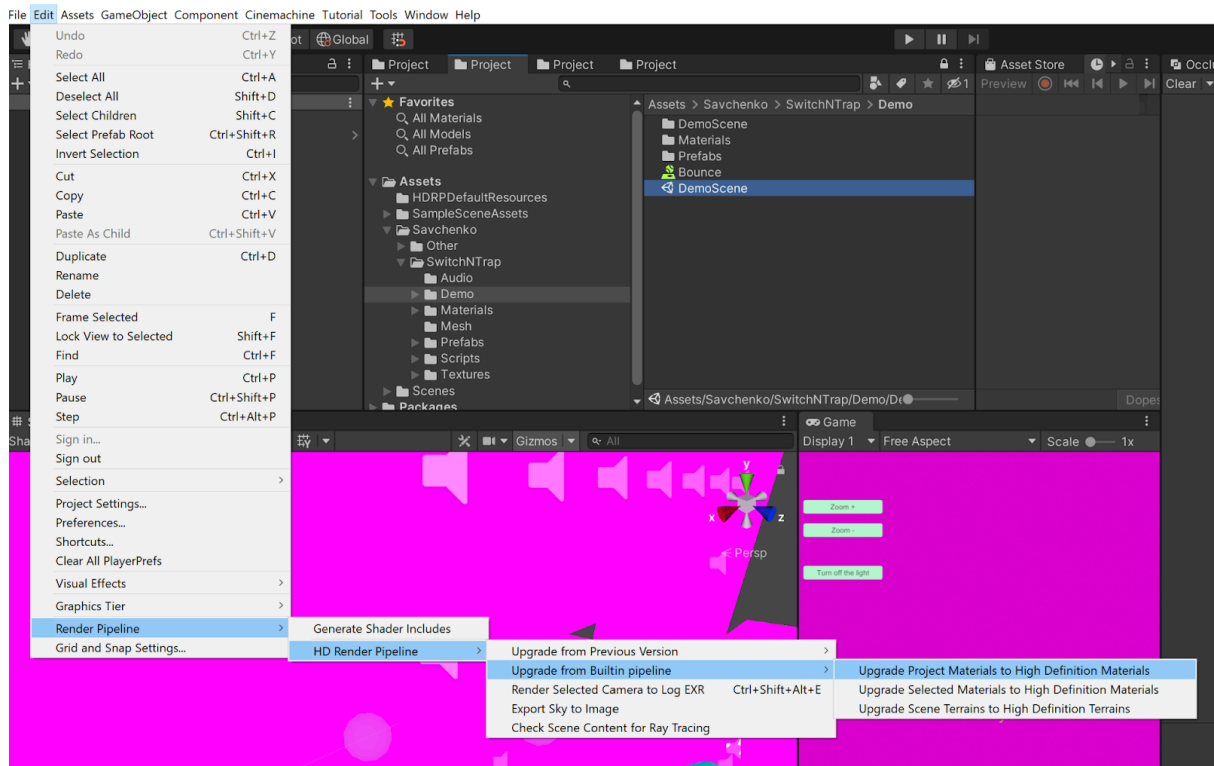 File Edit Assets GameObject Component Cinemachine Tutorial Tools Window Help
Undo Ctrl+Z
Redo Ctrl+Y
Select All Ctrl+A
Deselect All Shift+D
Select Children Shift+C
Select Prefab Root Ctrl+Shift+R
Invert Selection Ctrl+I
Cut Ctrl+X
Copy Ctrl+C
Paste Ctrl+V
Paste As Child Ctrl+Shift+V
Duplicate Ctrl+D
Rename
Delete
Frame Selected F
Lock View to Selected Shift+F
Find Ctrl+F
Play Ctrl+P
Pause Ctrl+Shift+P
Step Ctrl+Alt+P
Sign in...
Sign out
Selection
Project Settings...
Preferences...
Shortcuts...
Clear All PlayerPrefs
Visual Effects
Graphics Tier
Render Pipeline
Grid and Snap Settings...
Generate Shader Includes
HD Render Pipeline
Upgrade from Previous Version
Upgrade from Builtin pipeline
Render Selected Camera to Log EXR Ctrl+Shift+Alt+E
Export Sky to Image
Check Scene Content for Ray Tracing
Upgrade Project Materials to High Definition Materials
Upgrade Selected Materials to High Definition Materials
Upgrade Scene Terrains to High Definition Terrains
ot Global
Project Project Project Project
Favorites
All Materials
All Models
All Prefabs
Assets
HDRPDefaultResources
SampleSceneAssets
Savchenko
Other
SwitchNTrap
Audio
Demo
Materials
Mesh
Prefabs
Scripts
Textures
Scenes
Packages
1
Assets > Savchenko > SwitchNTrap > Demo
DemoScene
Materials
Prefabs
Bounce
DemoScene
Assets/Savchenko/SwitchNTrap/Demo/De
Asset Store
Preview
Dopes
Occlu
Clear
Sha
Gizmos
All
y
x z
Persp
Game
Display 1 Free Aspect Scale 1x
Zoom +
Zoom -
Turn off the light